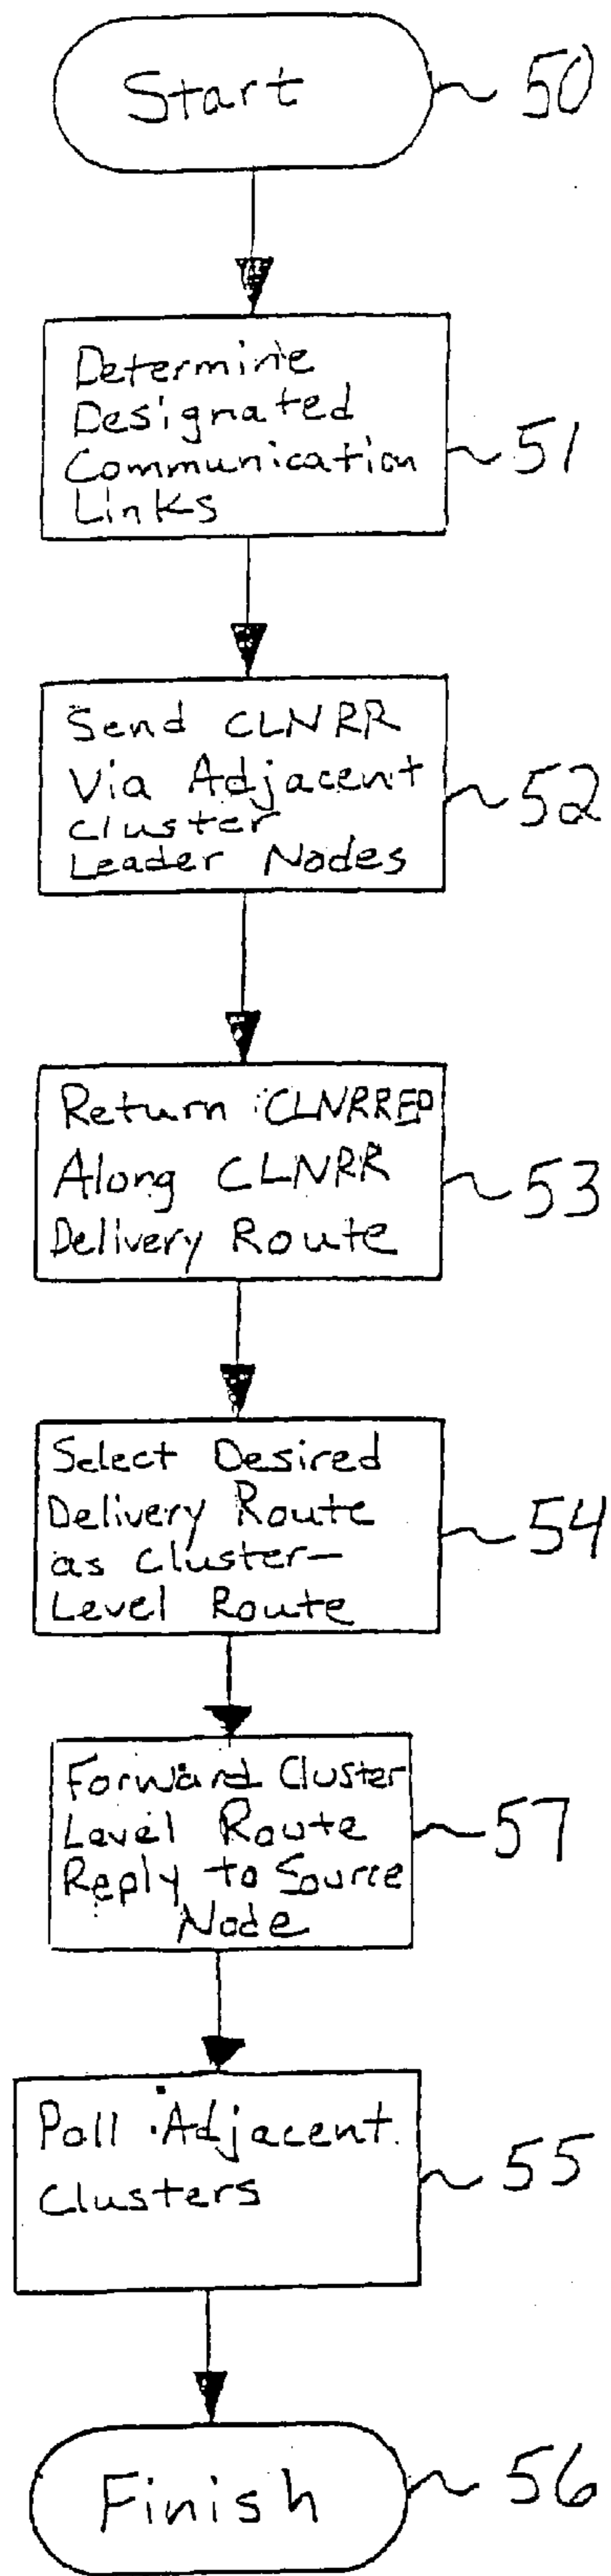 Start
50
Determine
Designated
Communication
Links
51
Send CLNRR
Via Adjacent
Cluster
Leader Nodes
52
Return CLNRREP
Along CLNRR
Delivery Route
53
Select Desired
Delivery Route
as Cluster-
Level Route
54
Forward Cluster
Level Route
Reply to Source
Node
57
Poll Adjacent
Clusters
55
Finish
56